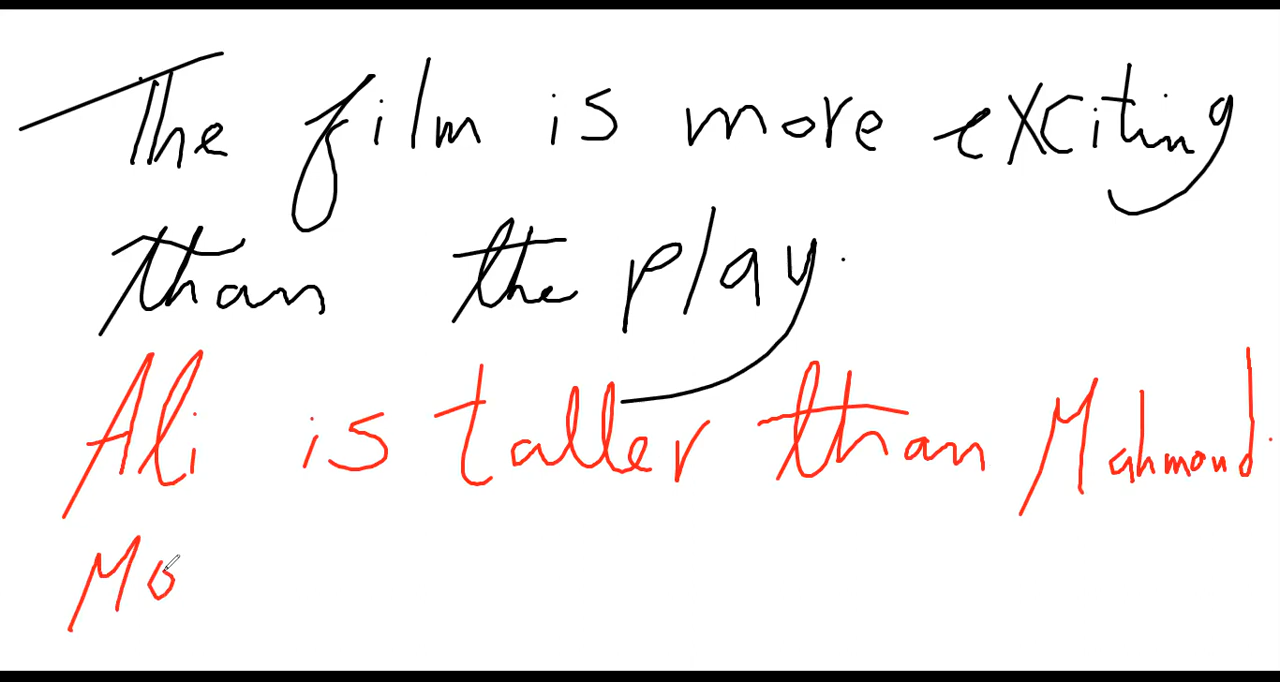 The film is more exciting
than the play.
Ali is taller than Mahmoud.
Mo